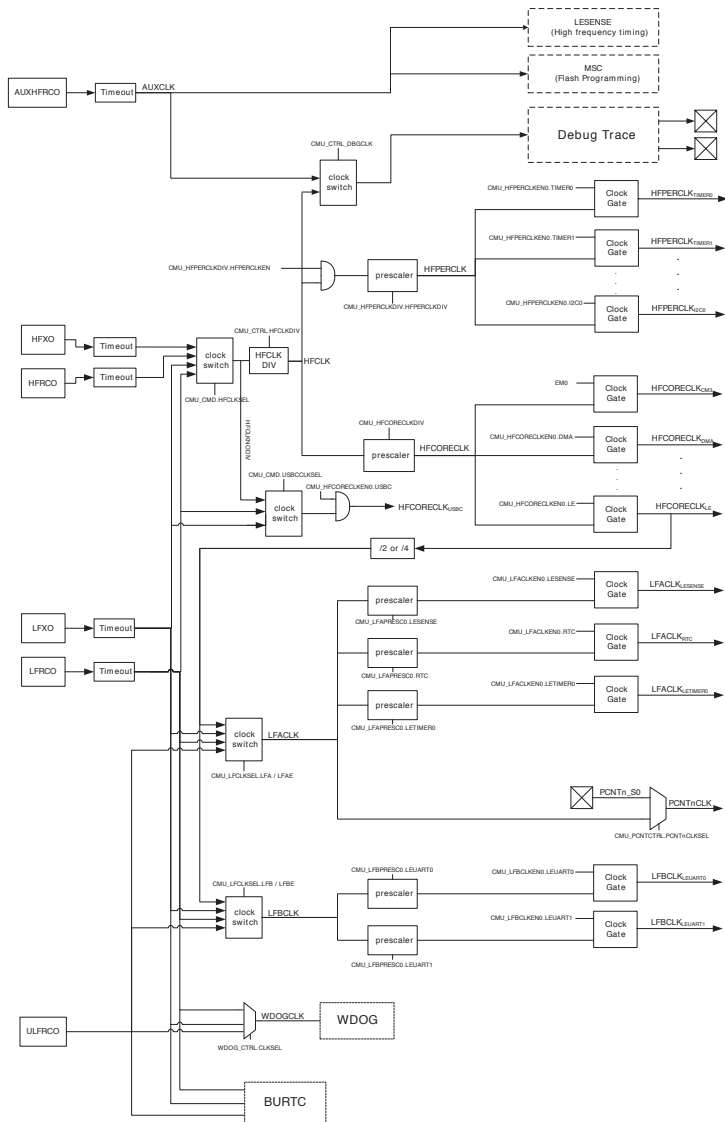 LESENSE
(High frequency timing)
MSC
(Flash Programming)
AUXHFRCO
Timeout
AUXCLK
Debug Trace
CMU_CTRL_DBGCLK
clock
switch
CMU_HFPERCLKEN0.TIMER0
Clock
Gate
HFPERCLKTIMER0
CMU_HFPERCLKEN0.TIMER1
Clock
Gate
HFPERCLKTIMER1
CMU_HFPERCLKDIV.HFPERCLKEN
prescaler
HFPERCLK
CMU_HFPERCLKDIV.HFPERCLKDIV
CMU_HFPERCLKEN0.I2C0
Clock
Gate
HFPERCLKI2C0
HFXO
Timeout
CMU_CTRL.HFCLKDIV
clock
switch
HFCLK
DIV
HFCLK
HFRCO
Timeout
CMU_CMD.HFCLKSEL
EM0
Clock
Gate
HFCORECLKCM3
CMU_HFCORECLKDIV
HFCLKNODIV
prescaler
HFCORECLK
CMU_HFCORECLKEN0.DMA
Clock
Gate
HFCORECLKDMA
CMU_CMD.USBCCLKSEL
CMU_HFCORECLKEN0.USBC
clock
switch
HFCORECLKUSBC
CMU_HFCORECLKEN0.LE
Clock
Gate
HFCORECLKLE
/2 or /4
prescaler
CMU_LFACLKEN0.LESENSE
Clock
Gate
LFACLKLESENSE
CMU_LFAPRESC0.LESENSE
LFXO
Timeout
prescaler
CMU_LFACLKEN0.RTC
Clock
Gate
LFACLKRTC
CMU_LFAPRESC0.RTC
LFRCO
Timeout
prescaler
CMU_LFACLKEN0.LETIMER0
Clock
Gate
LFACLKLETIMER0
CMU_LFAPRESC0.LETIMER0
clock
switch
LFACLK
CMU_LFCLKSEL.LFA / LFAE
PCNTn_S0
PCNTnCLK
CMU_PCNTCTRL.PCNTnCLKSEL
CMU_LFBPRESC0.LEUART0
prescaler
CMU_LFBCLKEN0.LEUART0
Clock
Gate
LFBCLKLEUART0
CMU_LFCLKSEL.LFB / LFBE
clock
switch
LFBCLK
CMU_LFBCLKEN0.LEUART1
Clock
Gate
LFBCLKLEUART1
prescaler
CMU_LFBPRESC0.LEUART1
ULFRCO
WDOGCLK
WDOG
WDOG_CTRL.CLKSEL
BURTC